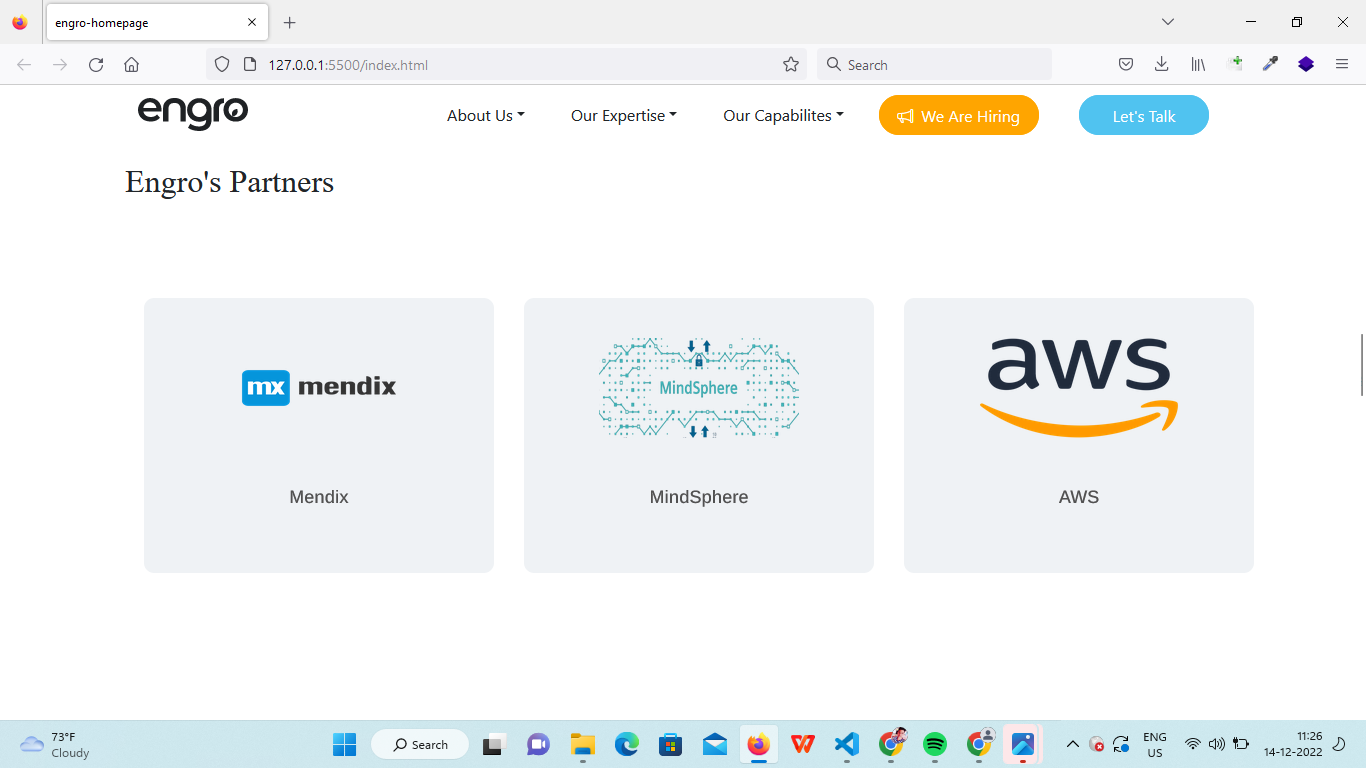 engro-homepage
127.0.0.1:5500/index.html
Search
engro
About Us
Our Expertise
Our Capabilites
We Are Hiring
Let's Talk
Engro's Partners
mx mendix
MindSphere
aws
Mendix
MindSphere
AWS
73°F
Cloudy
Search
ENG
US
11:26
14-12-2022